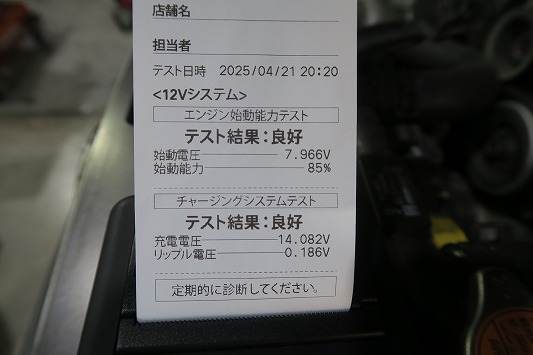 店舗名
担当者
テスト日時 2025/04/21 20:20
<12Vシステム>
エンジン始動能力テスト
テスト結果:良好
始動電圧 7.966V
始動能力 85%
チャージングシステムテスト
テスト結果:良好
充電電圧 14.082V
リップル電圧 0.186V
定期的に診断してください。